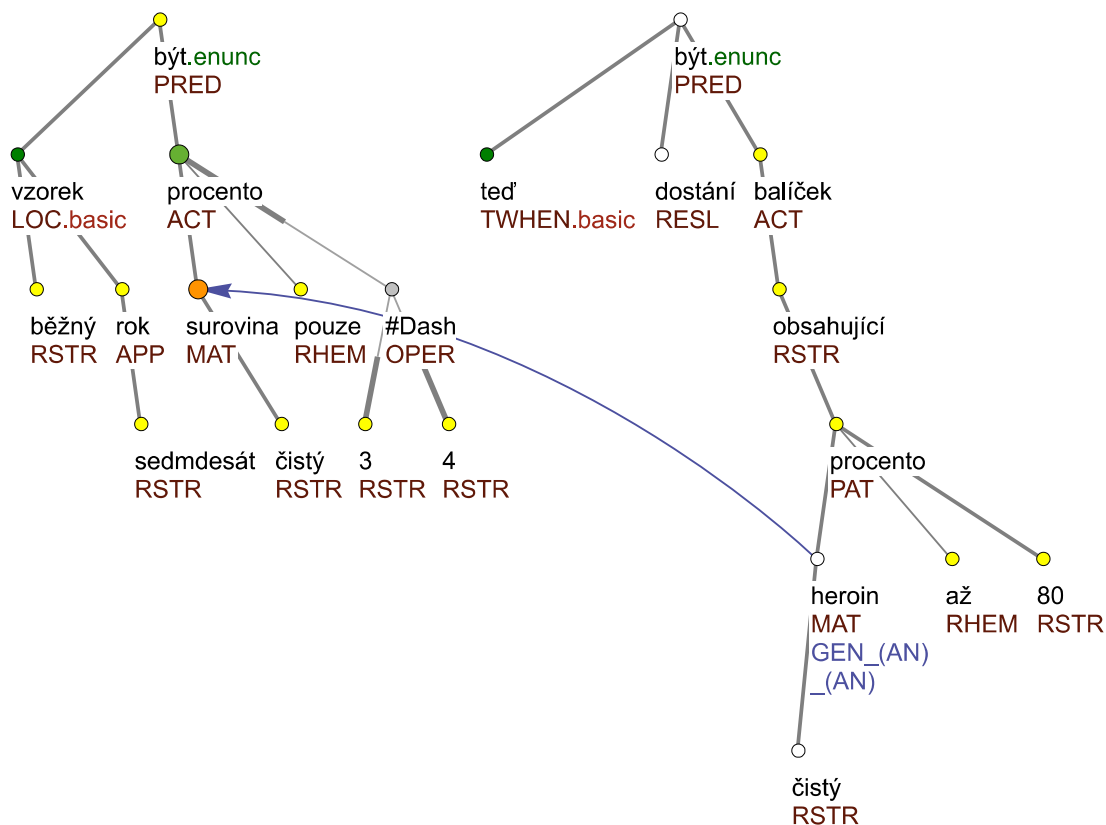 být.enunc
PRED
být.enunc
PRED
vzorek
LOC.basic
procento
ACT
teď
TWHEN.basic
dostání
RESL
balíček
ACT
běžný
RSTR
rok
APP
surovina
MAT
pouze
RHEM
#Dash
OPER
obsahující
RSTR
sedmdesát
RSTR
čistý
RSTR
3
RSTR
4
RSTR
procento
PAT
heroin
MAT
GEN_(AN)
_(AN)
až
RHEM
80
RSTR
čistý
RSTR